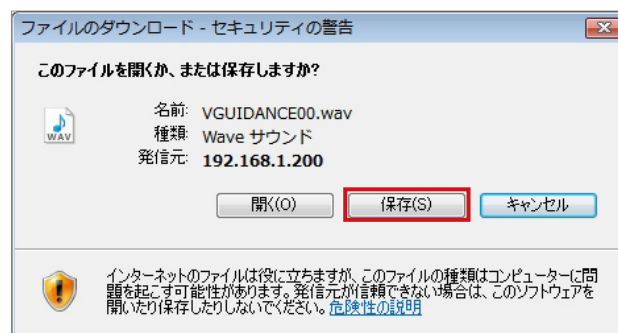 ファイルのダウンロード - セキュリティの警告
このファイルを開くか、または保存しますか?
WAV
名前: VGUIDANCE00.wav
種類: Wave サウンド
発信元: 192.168.1.200
開く(O) 保存(S) キャンセル
インターネットのファイルは役に立ちますが、このファイルの種類はコンピューターに問
題を起こす可能性があります。発信元が信頼できない場合は、このソフトウェアを
開いたり保存したりしないでください。危険性の説明